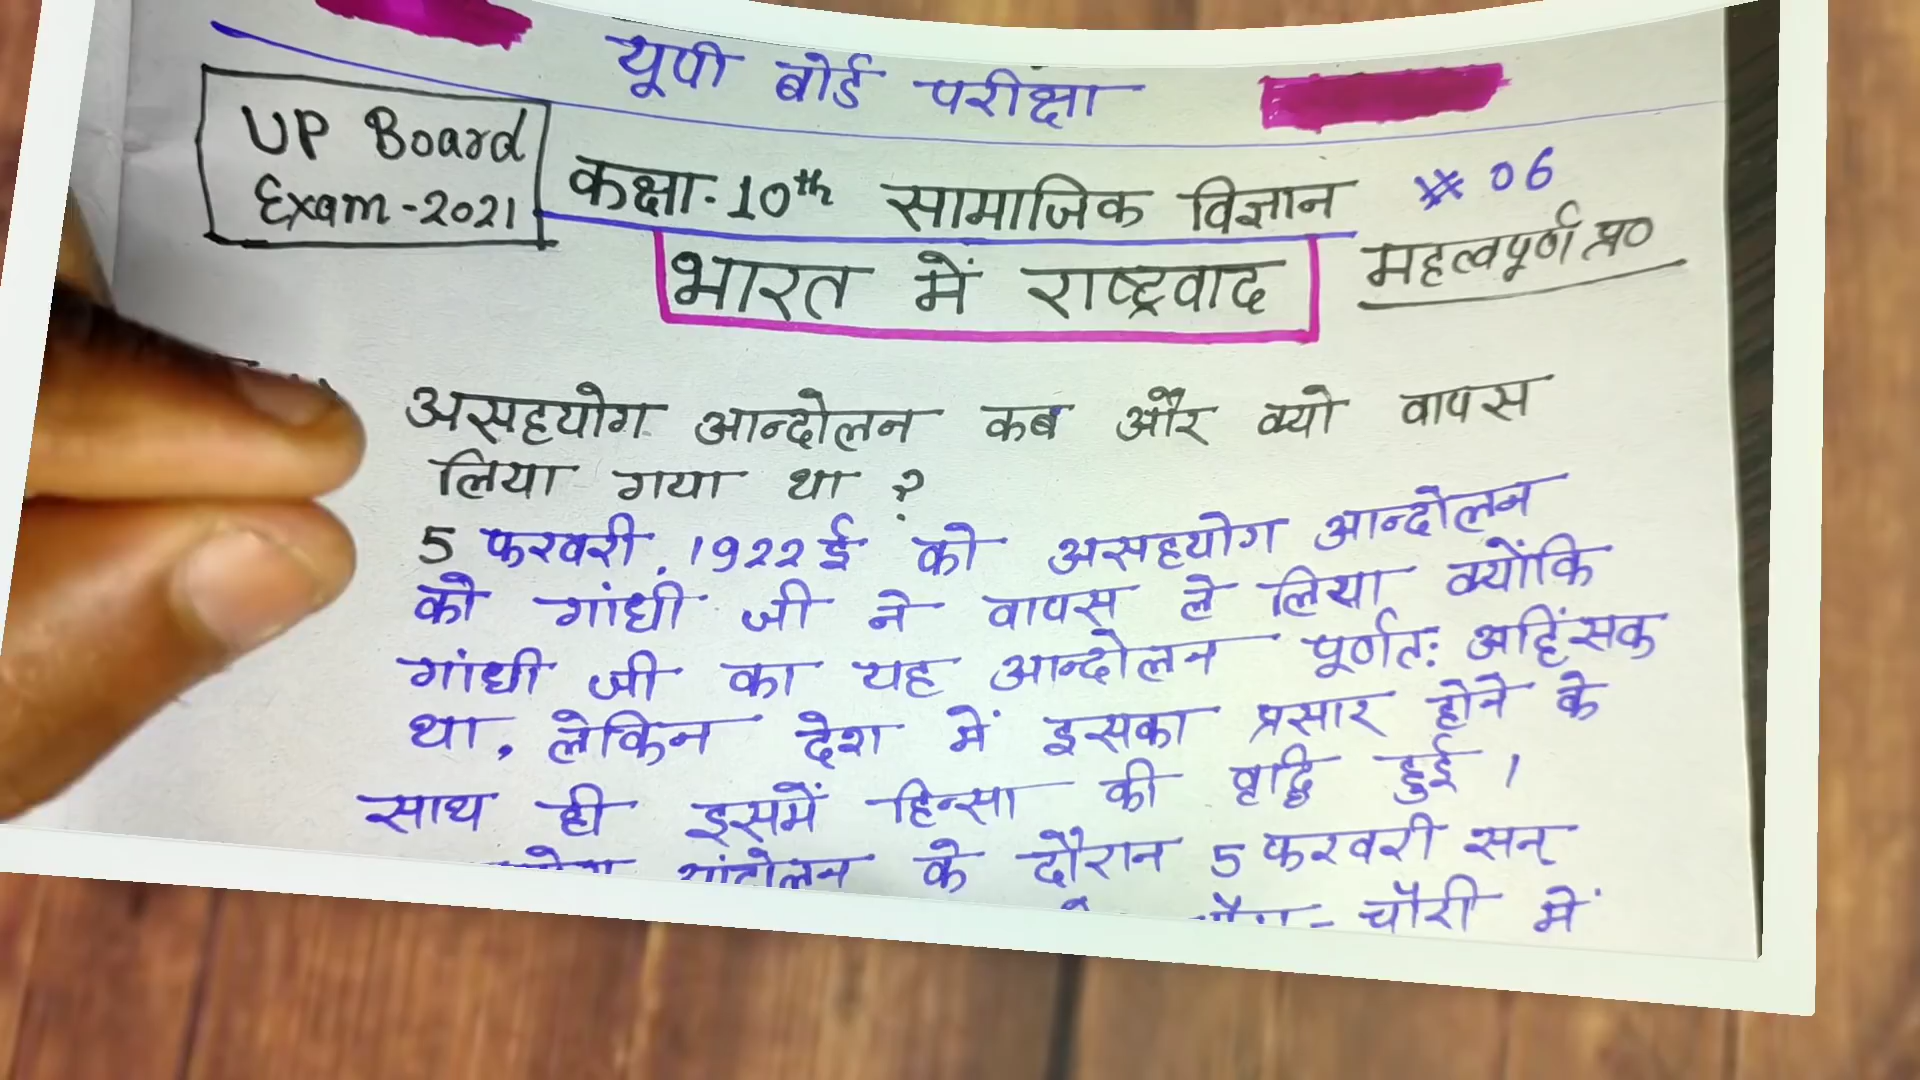 यूपी बोर्ड परीक्षा
UP Board
Exam-2021
कक्षा-10th सामाजिक विज्ञान
# 06
भारत में राष्ट्रवाद
महत्वपूर्ण प्र०
असहयोग आन्दोलन कब और क्यो वापस
लिया गया था ?
5 फरवरी, 1922 ई को असहयोग आन्दोलन
को गांधी जी ने वापस ले लिया क्योंकि
गांधी जी का यह आन्दोलन पूर्णतः अहिंसक
था, लेकिन देश में इसका प्रसार होने के
साथ ही इसमें हिन्सा की वृद्धि हुई ।
के दौरान 5 फरवरी सन्
चौरी में